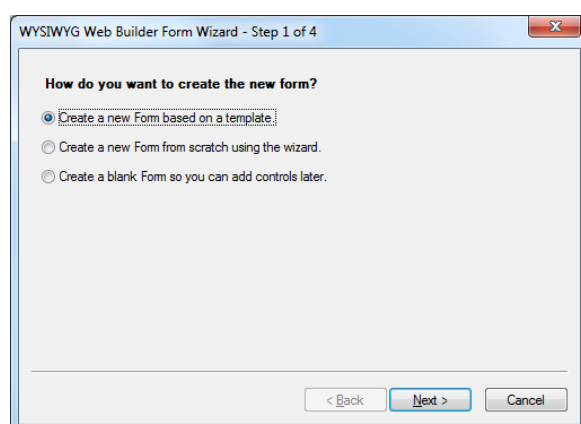 WYSIWYG Web Builder Form Wizard - Step 1 of 4
How do you want to create the new form?
Create a new Form based on a template.
Create a new Form from scratch using the wizard.
Create a blank Form so you can add controls later.
< Back Next > Cancel